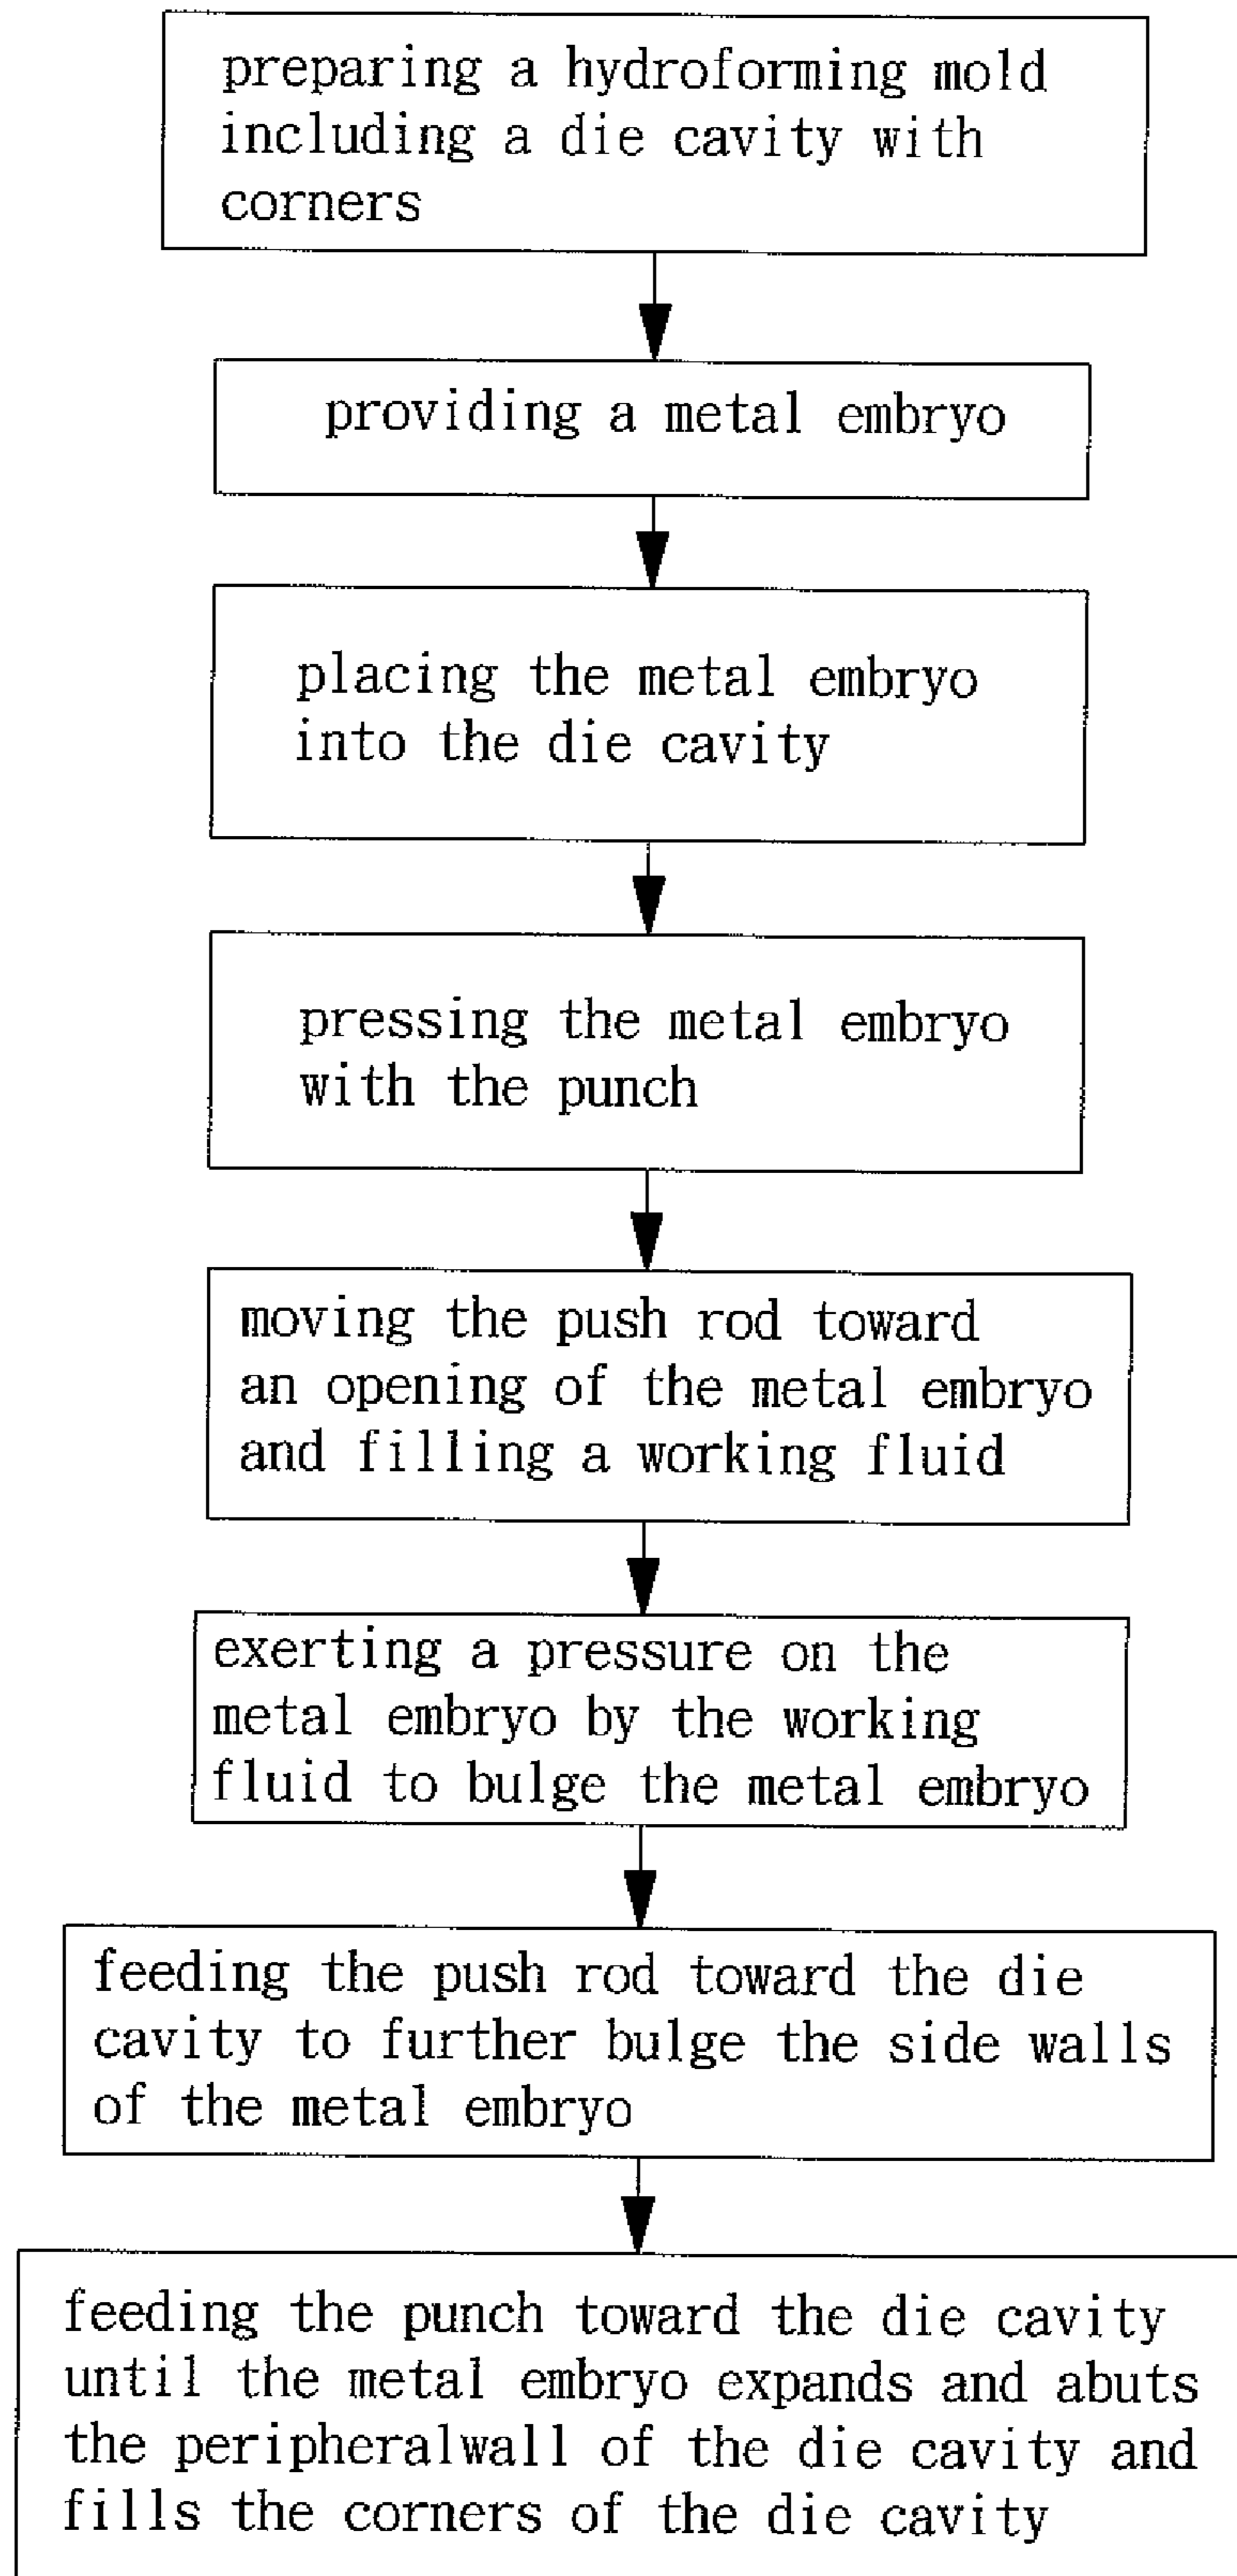 preparing a hydroforming mold
including a die cavity with
corners
providing a metal embryo
placing the metal embryo
into the die cavity
pressing the metal embryo
with the punch
moving the push rod toward
an opening of the metal embryo
and filling a working fluid
exerting a pressure on the
metal embryo by the working
fluid to bulge the metal embryo
feeding the push rod toward the die
cavity to further bulge the side walls
of the metal embryo
feeding the punch toward the die cavity
until the metal embryo expands and abuts
the peripheralwall of the die cavity and
fills the corners of the die cavity